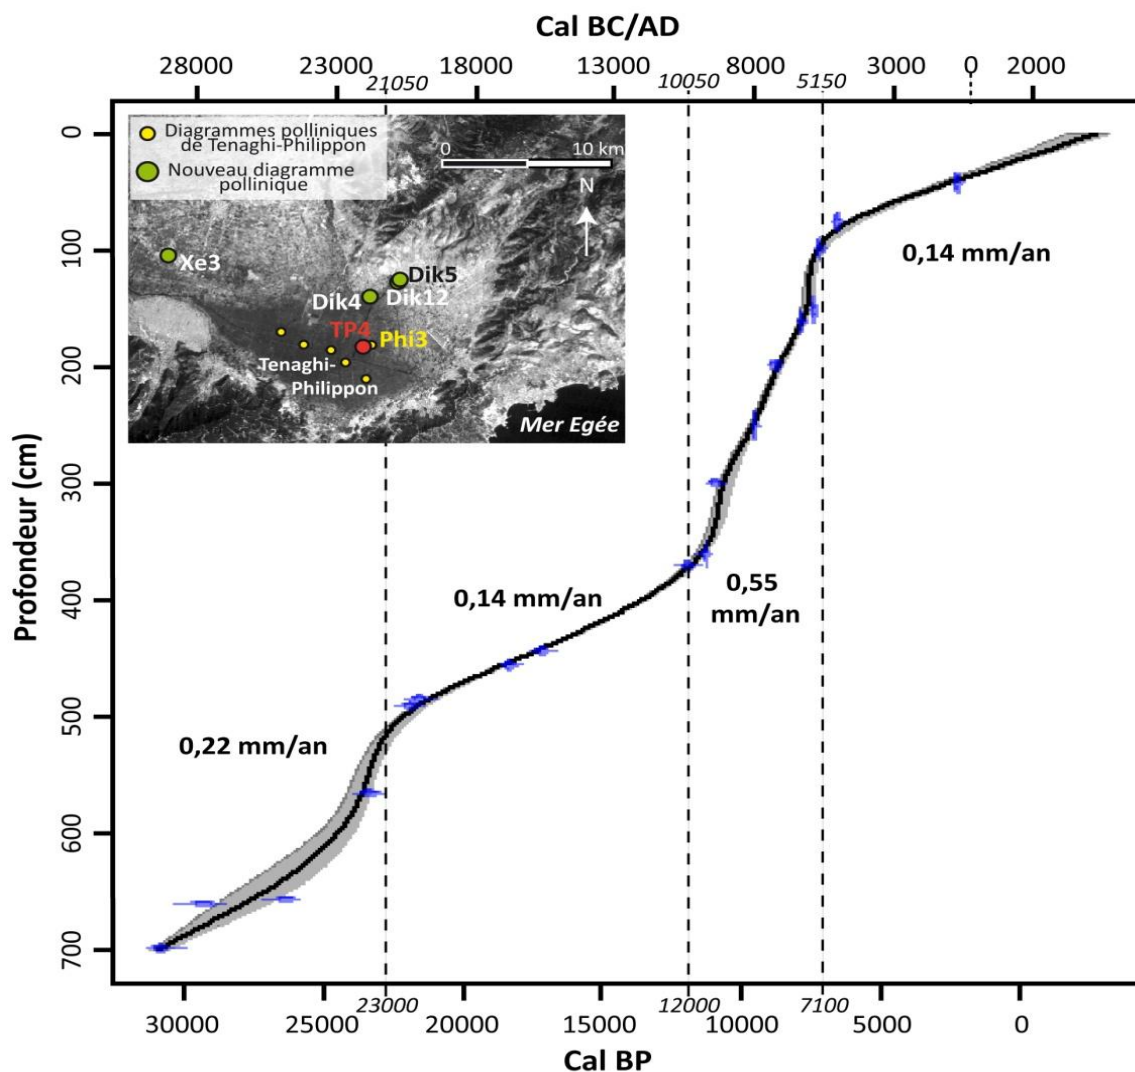 Cal BC/AD
28000 23000 18000 13000 8000 3000 0 2000
21050 10050 5150
Diagrammes polliniques
de Tenaghi-Philippon
Nouveau diagramme
pollinique
0 10 km
N
Xe3
Dik5
Dik4 Dik12
TP4 Phi3
Tenaghi-
Philippon
Mer Egée
Profondeur (cm)
0
100
200
300
400
500
600
700
0,14 mm/an
0,55
mm/an
0,14 mm/an
0,22 mm/an
23000 12000 7100
30000 25000 20000 15000 10000 5000 0
Cal BP